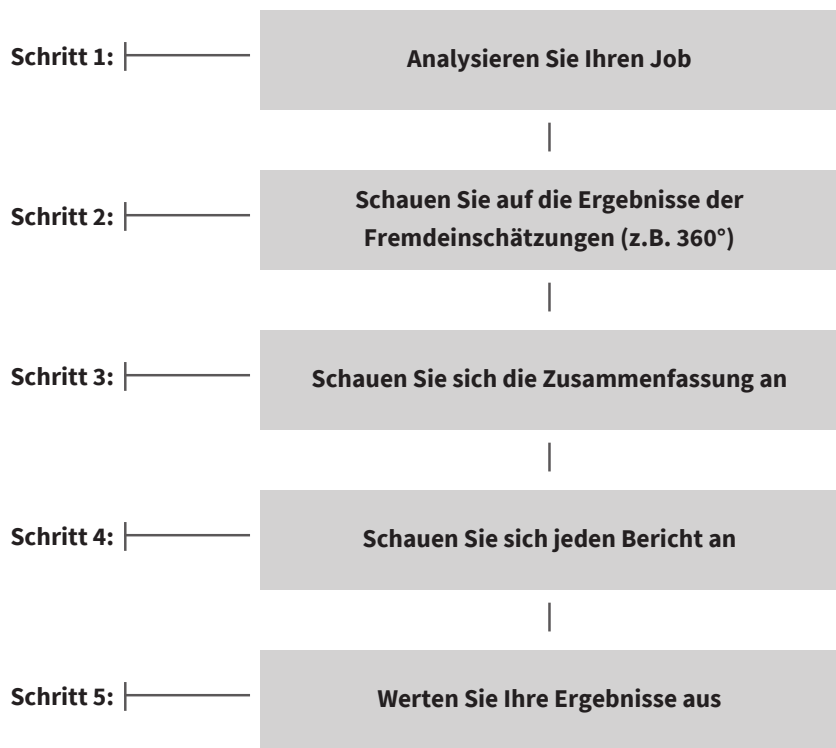 Schritt 1:
Analysieren Sie Ihren Job
Schritt 2:
Schauen Sie auf die Ergebnisse der
Fremdeinschätzungen (z.B. 360°)
Schritt 3:
Schauen Sie sich die Zusammenfassung an
Schritt 4:
Schauen Sie sich jeden Bericht an
Schritt 5:
Werten Sie Ihre Ergebnisse aus